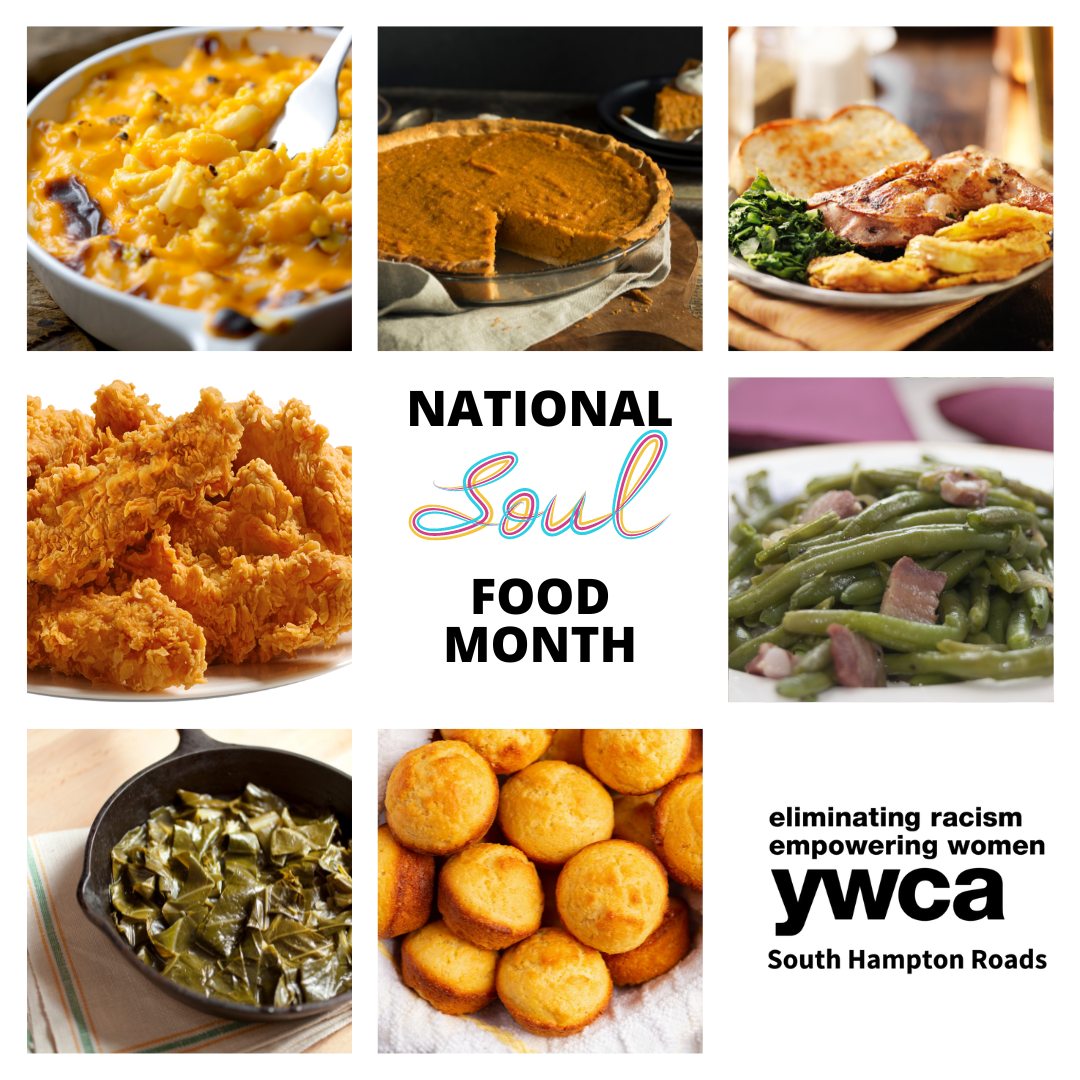 NATIONAL
Soul
FOOD
MONTH
eliminating racism
empowering women
ywca
South Hampton Roads